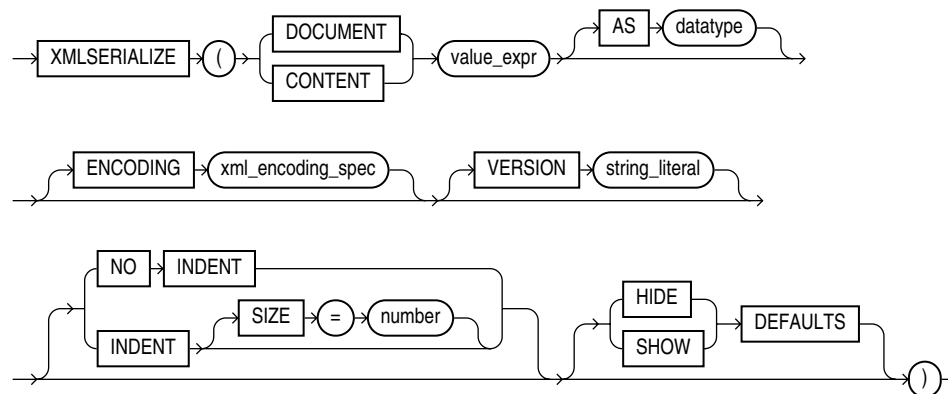 DOCUMENT AS datatype
XMLSERIALIZE ( value_expr
CONTENT
ENCODING xml_encoding_spec VERSION string_literal
NO INDENT
HIDE
SIZE = number DEFAULTS
INDENT SHOW
)